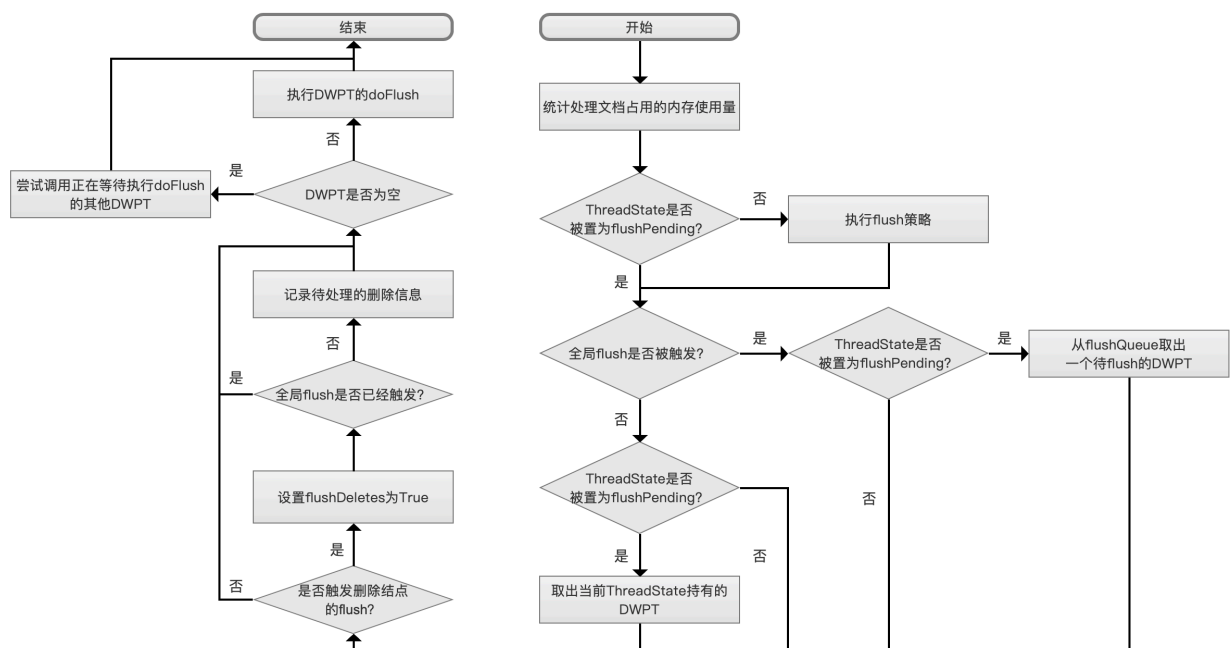 结束
开始
执行DWPT的doFlush
统计处理文档占用的内存使用量
否
是
尝试调用正在等待执行doFlush
的其他DWPT
DWPT是否为空
ThreadState是否
被置为flushPending?
否
执行flush策略
是
记录待处理的删除信息
否
是
全局flush是否已经触发?
全局flush是否被触发?
是
ThreadState是否
被置为flushPending?
是
从flushQueue取出
一个待flush的DWPT
否
设置flushDeletes为True
ThreadState是否
被置为flushPending?
否
是
否
是否触发删除结点
的flush?
是
否
取出当前ThreadState持有的
DWPT